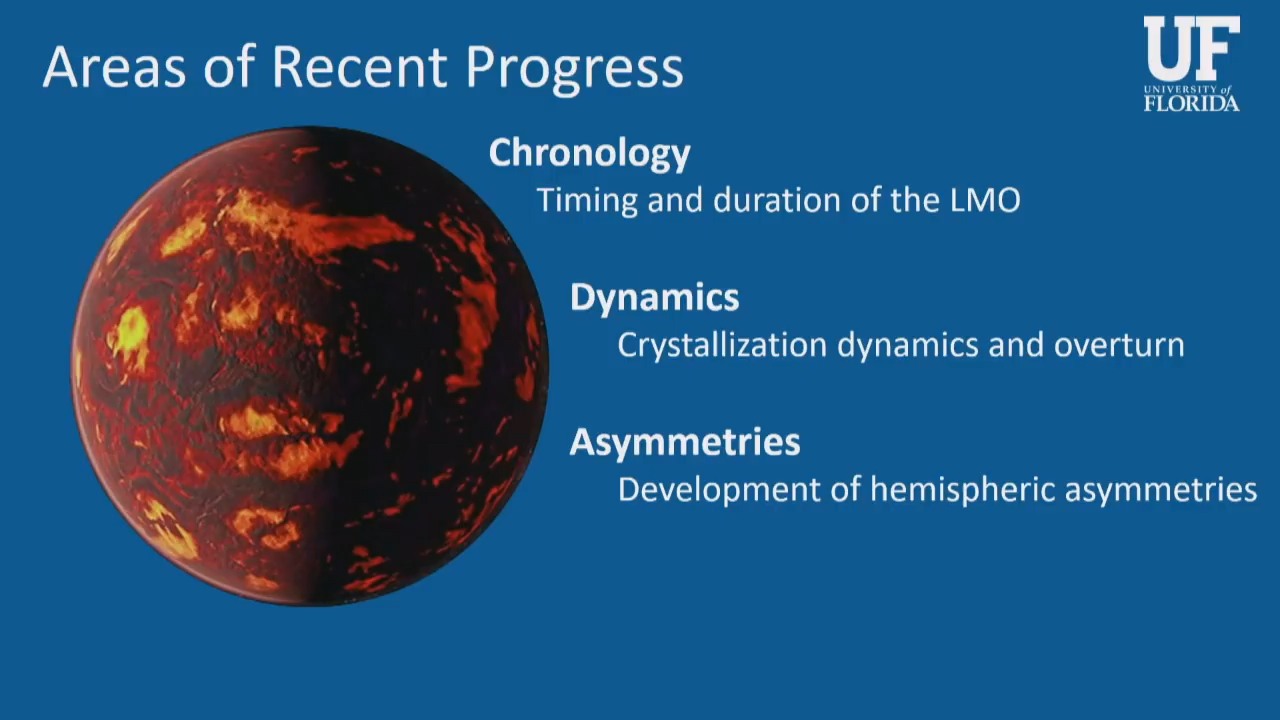 Areas of Recent Progress
UF
UNIVERSITY of
FLORIDA
Chronology
Timing and duration of the LMO
Dynamics
Crystallization dynamics and overturn
Asymmetries
Development of hemispheric asymmetries